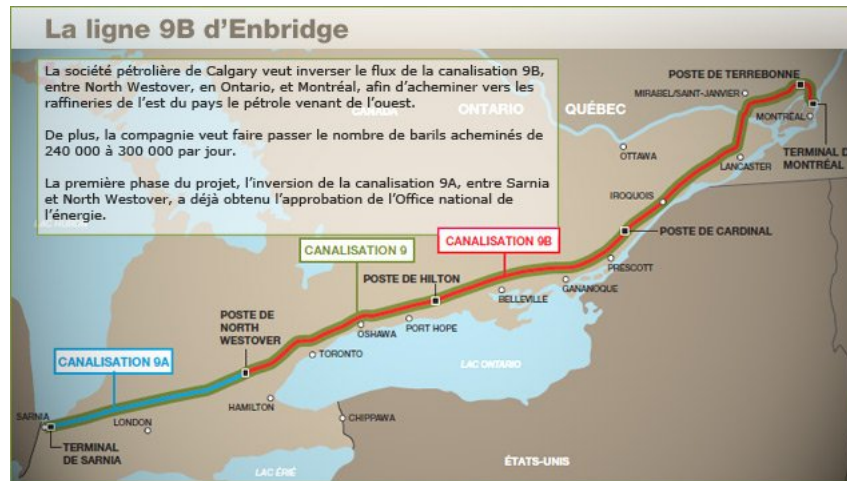 La ligne 9B d'Enbridge
La société pétrolière de Calgary veut inverser le flux de la canalisation 9B,
entre North Westover, en Ontario, et Montréal, afin d'acheminer vers les
raffineries de l'est du pays le pétrole venant de l'ouest.
De plus, la compagnie veut faire passer le nombre de barils acheminés de
240 000 à 300 000 par jour.
La première phase du projet, l'inversion de la canalisation 9A, entre Sarnia
et North Westover, a déjà obtenu l'approbation de l'Office national de
l'énergie.
CANADA
ONTARIO
QUÉBEC
POSTE DE TERREBONNE
MIRABEL/SAINT-JANVIER
MONTRÉAL
TERMINAL D
MONTRÉAL
OTTAWA
LANCASTER
IROQUOIS
LAC HURON
CANALISATION 9
CANALISATION 9B
POSTE DE CARDINAL
PRESCOTT
POSTE DE HILTON
GANANOQUE
BELLEVILLE
POSTE DE
NORTH
WESTOVER
PORT HOPE
OSHAWA
TORONTO
LAC ONTARIO
CANALISATION 9A
HAMILTON
CHIPPAWA
SARNIA
LONDON
TERMINAL
DE SARNIA
LAC ÉRIÉ
ÉTATS-UNIS